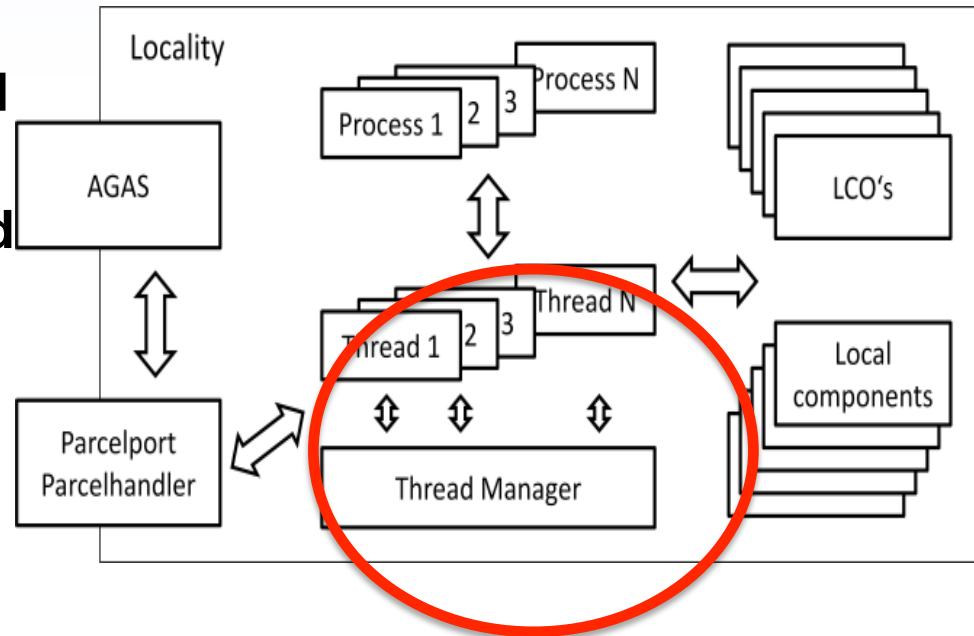 Locality
Process 1
2
3
Process N
AGAS
LCO‘s
Thread 1
2
3
Thread N
Local
components
Parcelport
Parcelhandler
Thread Manager